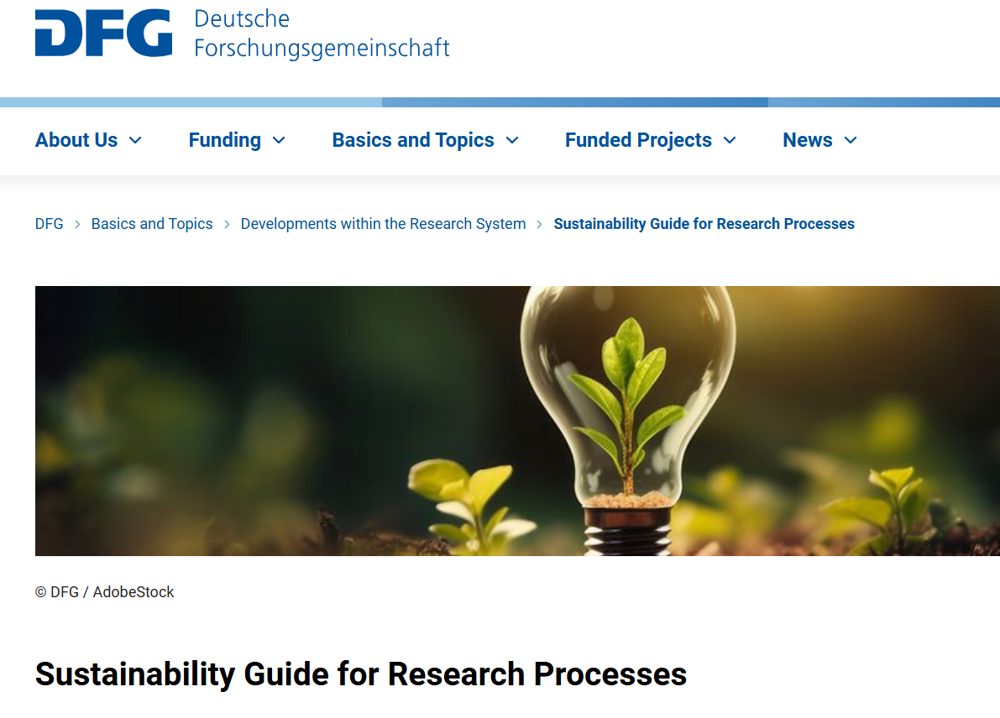 DFG
Deutsche
Forschungsgemeinschaft
About Us
Funding
Basics and Topics
Funded Projects
News
DFG > Basics and Topics > Developments within the Research System > Sustainability Guide for Research Processes
© DFG / AdobeStock
Sustainability Guide for Research Processes